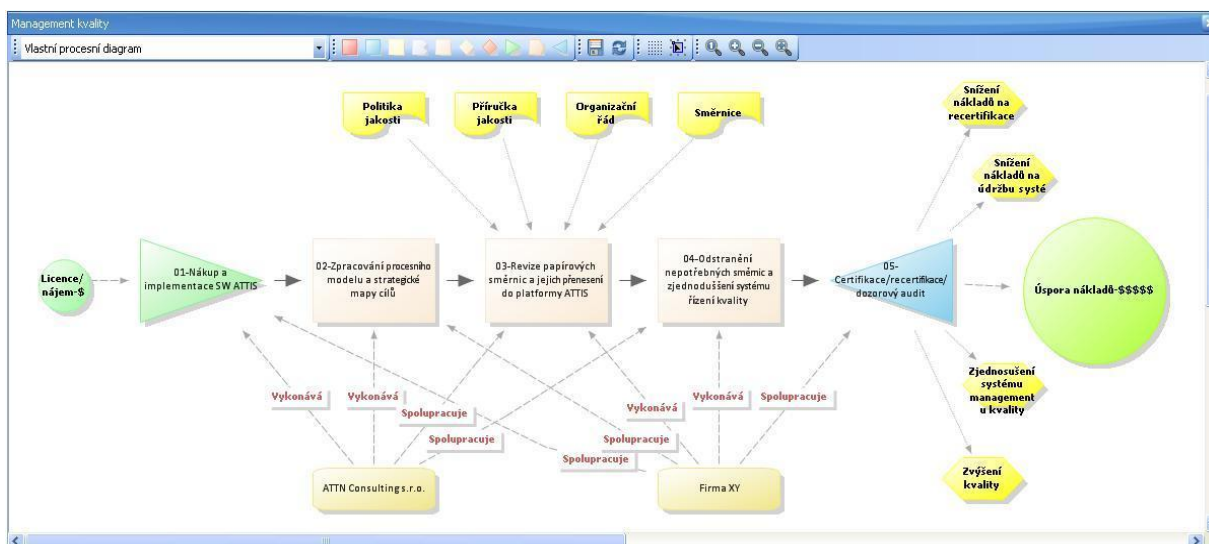 Management kvality
Vlastní procesní diagram
Politika
jakosti
Příručka
jakosti
Organizační
řád
Směrnice
Snížení
nákladů na
recertifikace
Snížení
nákladů na
údržbu systé
Licence/
nájem-$
01-Nákup a
implementace SW ATTIS
02-Zpracování procesního
modelu a strategické
mapy cílů
03-Revize papírových
směrnic a jejich přenesení
do platformy ATTIS
04-Odstranění
nepotřebných směrnic a
zjednoduššení systému
řízení kvality
05-
Certifikace/recertifikace/
dozorový audit
Úspora nákladů-$$$$$
Zjednosušení
systému
management
u kvality
Zvýšení
kvality
Vykonává
Vykonává
Spolupracuje
Spolupracuje
Spolupracuje
Spolupracuje
Vykonává
Vykonává
Spolupracuje
ATTN Consulting s.r.o.
Firma XY